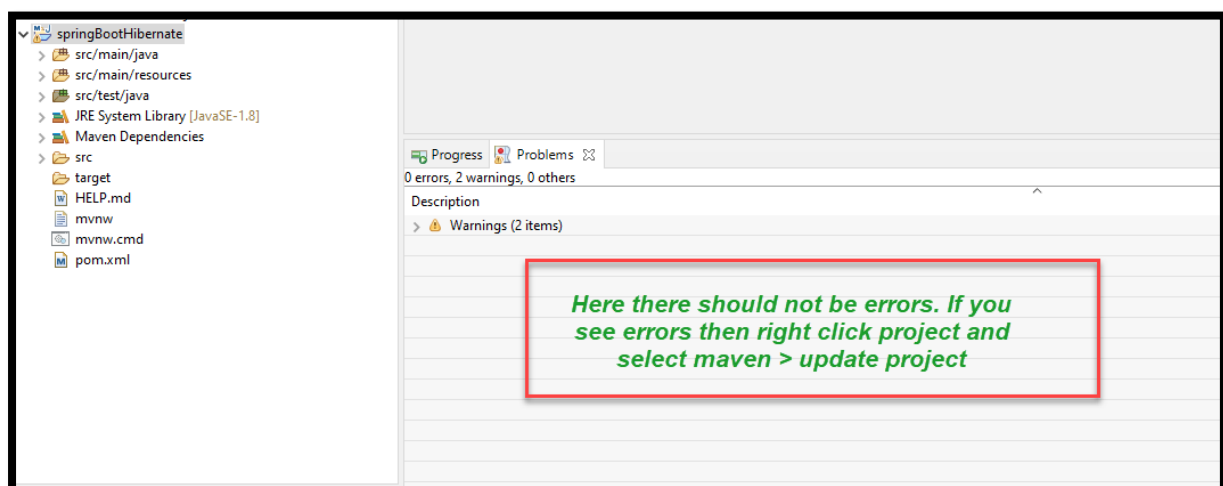 springBootHibernate
src/main/java
src/main/resources
src/test/java
JRE System Library [JavaSE-1.8]
Maven Dependencies
src
target
HELP.md
mvnw
mvnw.cmd
pom.xml
Progress Problems
0 errors, 2 warnings, 0 others
Description
Warnings (2 items)
Here there should not be errors. If you
see errors then right click project and
select maven > update project